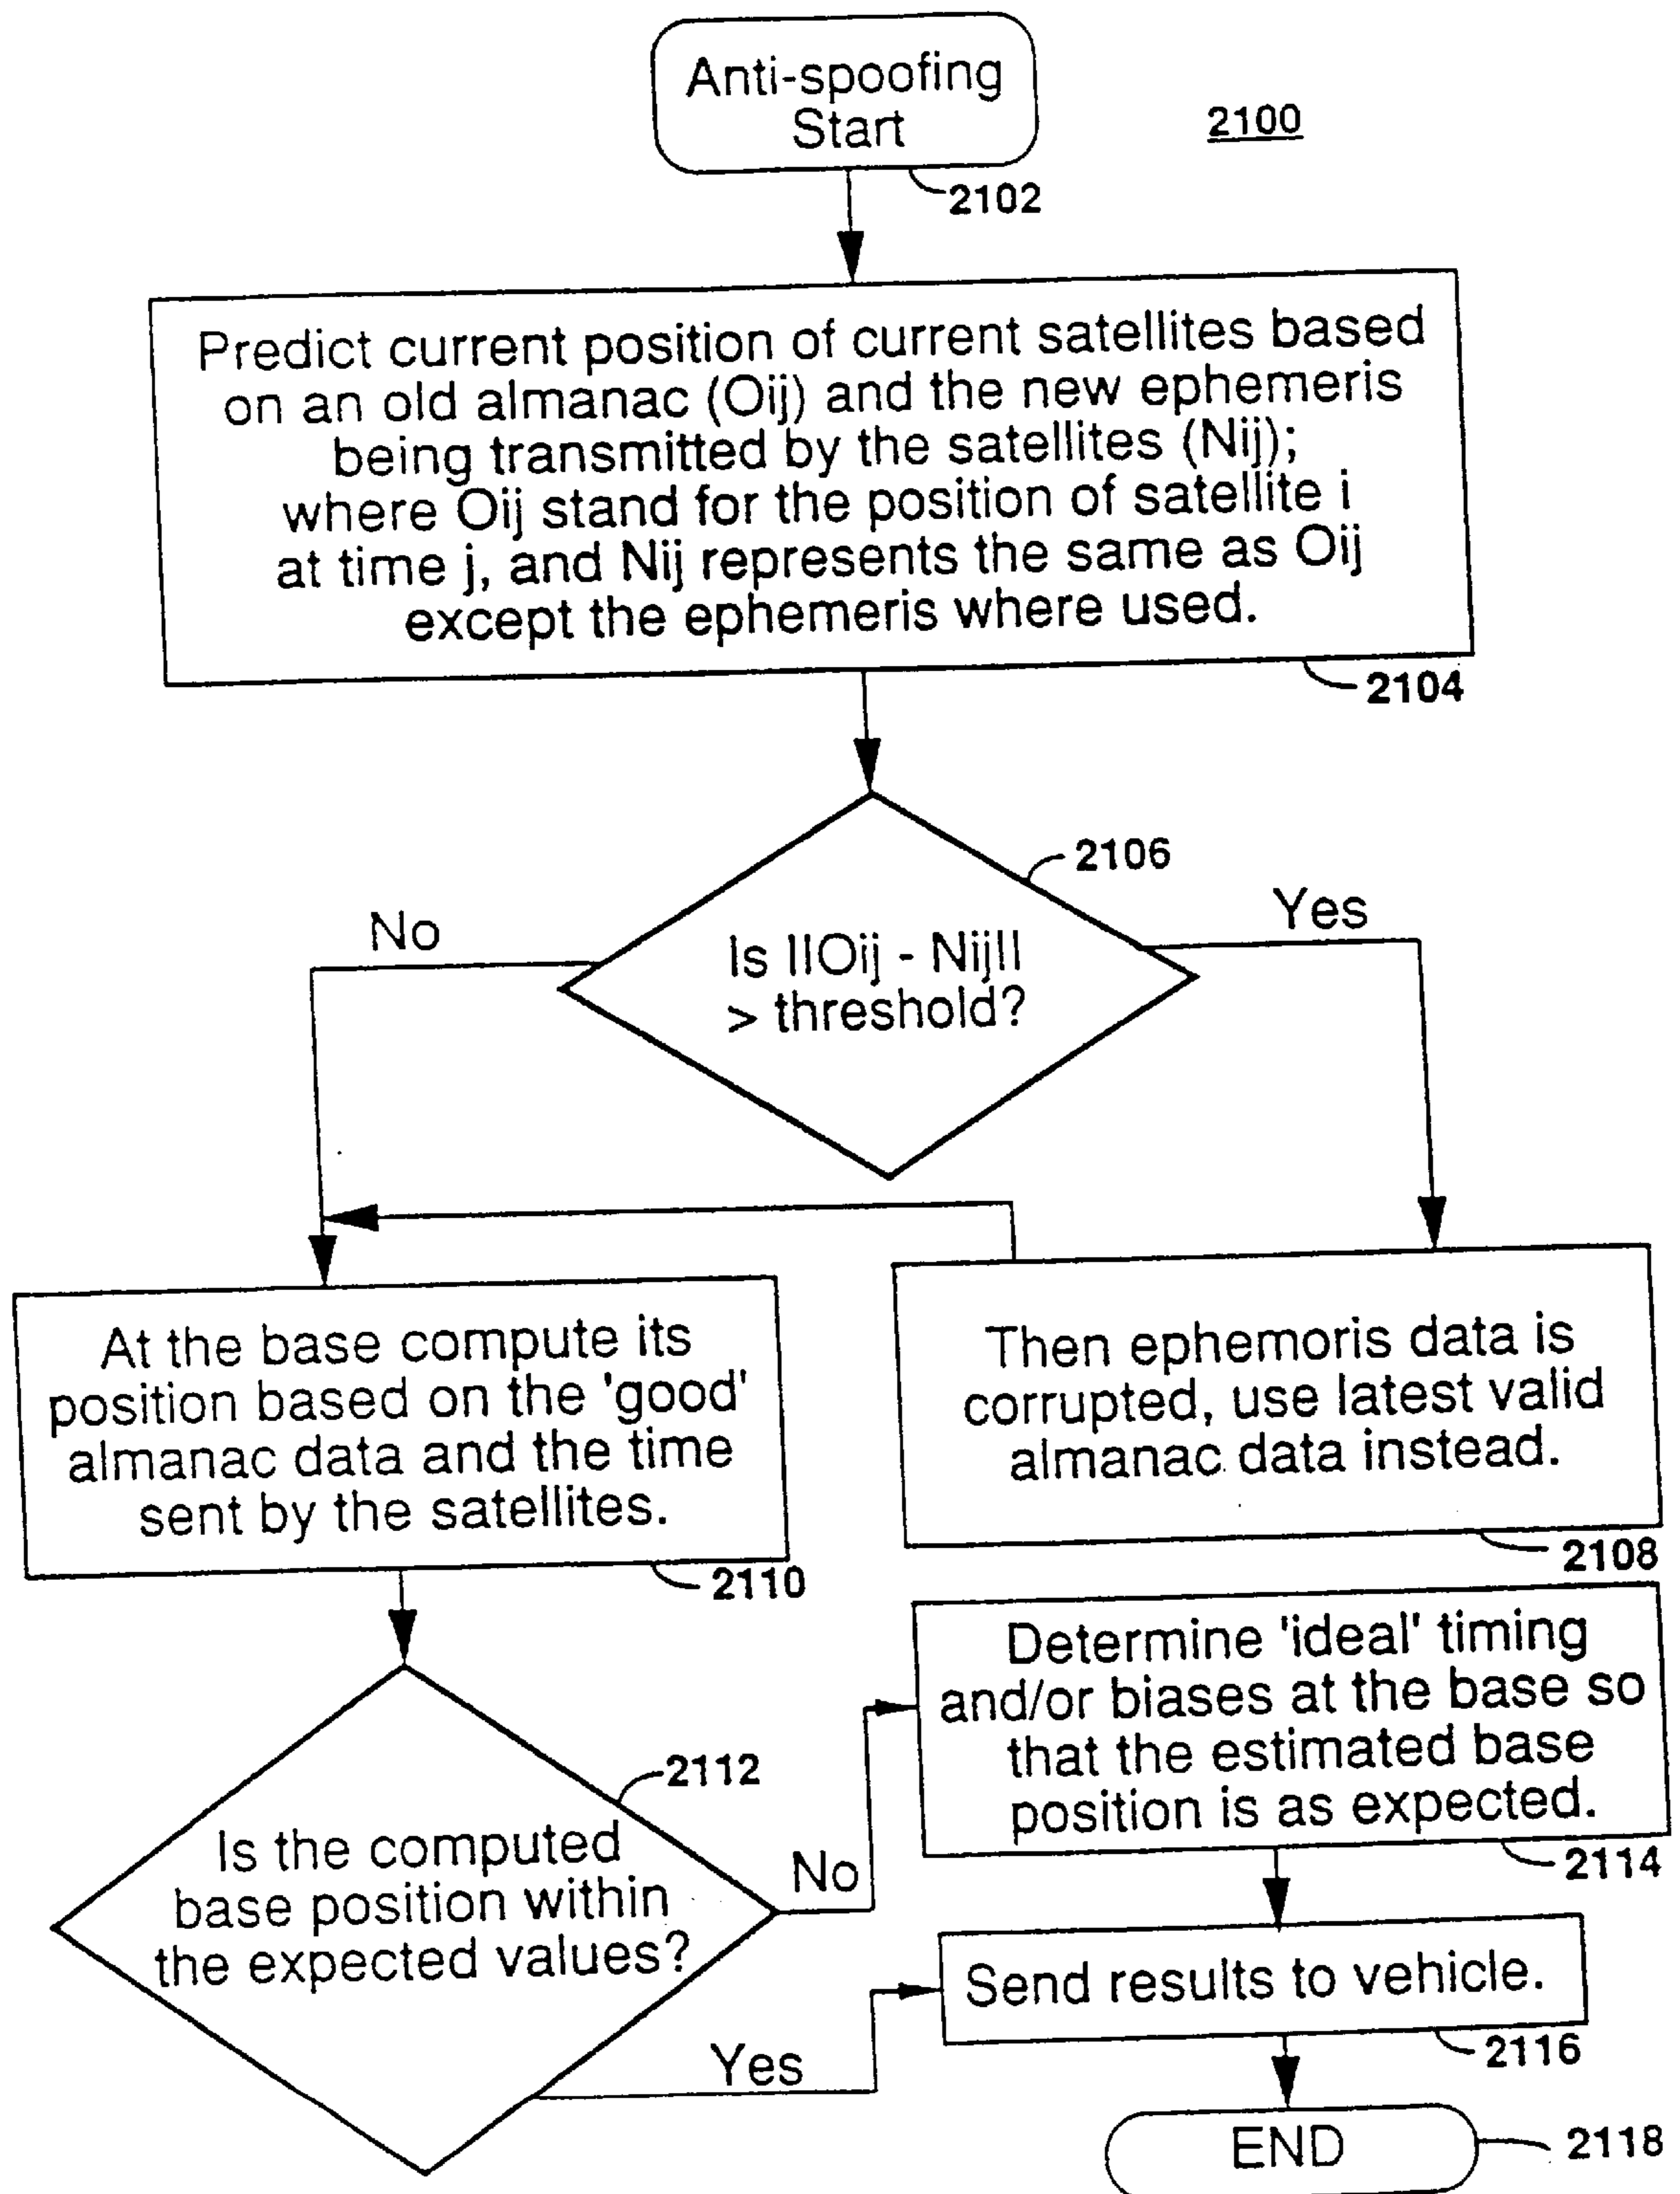 Anti-spoofing
Start
2100
2102
Predict current position of current satellites based
on an old almanac (Oij) and the new ephemeris
being transmitted by the satellites (Nij);
where Oij stand for the position of satellite i
at time j, and Nij represents the same as Oij
except the ephemeris where used.
2104
2106
No
Yes
Is llOij - Nijll
> threshold?
At the base compute its
position based on the 'good'
almanac data and the time
sent by the satellites.
2110
Then ephemoris data is
corrupted, use latest valid
almanac data instead.
2108
Determine 'ideal' timing
and/or biases at the base so
that the estimated base
position is as expected.
2114
2112
Is the computed
base position within
the expected values?
No
Yes
Send results to vehicle.
2116
END
2118